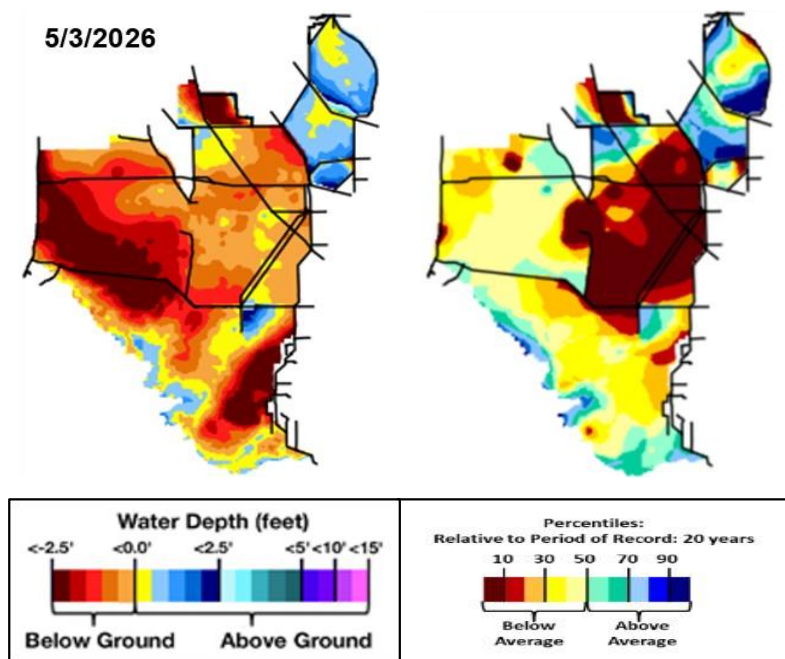 5/3/2026
Water Depth (feet)
<-2.5' <0.0' <2.5' <5' <10' <15'
Below Ground Above Ground
Percentiles:
Relative to Period of Record: 20 years
10 30 50 70 90
Below Average
Above Average